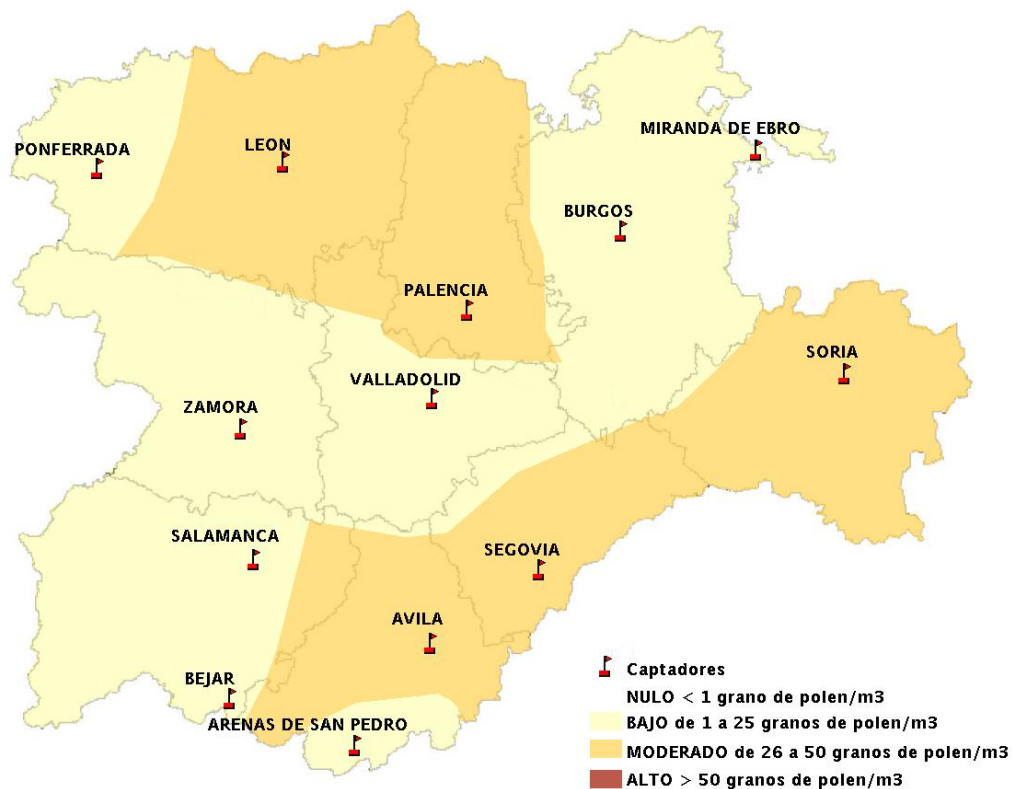 MIRANDA DE EBRO
PONFERRADA
LEON
BURGOS
PALENCIA
SORIA
VALLADOLID
ZAMORA
SALAMANCA
SEGOVIA
AVILA
BEJAR
ARENAS DE SAN PEDRO
Captadores
NULO < 1 grano de polen/m3
BAJO de 1 a 25 granos de polen/m3
MODERADO de 26 a 50 granos de polen/m3
ALTO > 50 granos de polen/m3